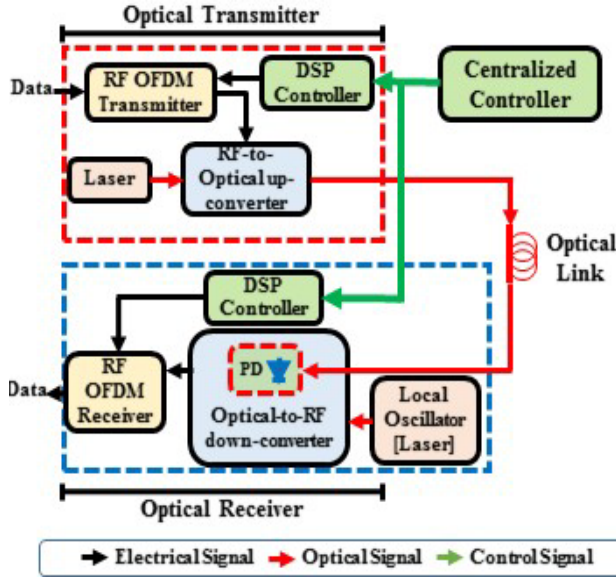 Optical Transmitter
Data
RF OFDM
Transmitter
DSP
Controller
Centralized
Controller
Laser
RF-to-
Optical up-
converter
Optical
Link
DSP
Controller
Data
RF
OFDM
Receiver
PD
Optical-to-RF
down-converter
Local
Oscillator
[Laser]
Optical Receiver
Electrical Signal
Optical Signal
Control Signal